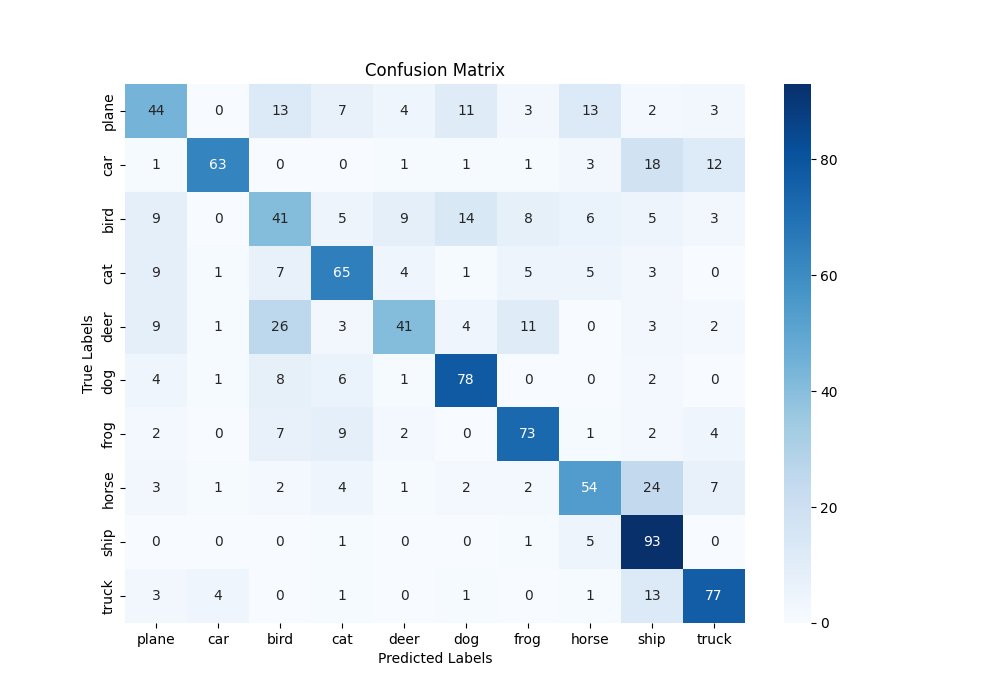 Confusion Matrix
True Labels
plane 44 0 13 7 4 11 3 13 2 3
car 1 63 0 0 1 1 1 3 18 12
bird 9 0 41 5 9 14 8 6 5 3
cat 9 1 7 65 4 1 5 5 3 0
deer 9 1 26 3 41 4 11 0 3 2
dog 4 1 8 6 1 78 0 0 2 0
frog 2 0 7 9 2 0 73 1 2 4
horse 3 1 2 4 1 2 2 54 24 7
ship 0 0 0 1 0 0 1 5 93 0
truck 3 4 0 1 0 1 0 1 13 77
plane car bird cat deer dog frog horse ship truck
Predicted Labels
80
60
40
20
0